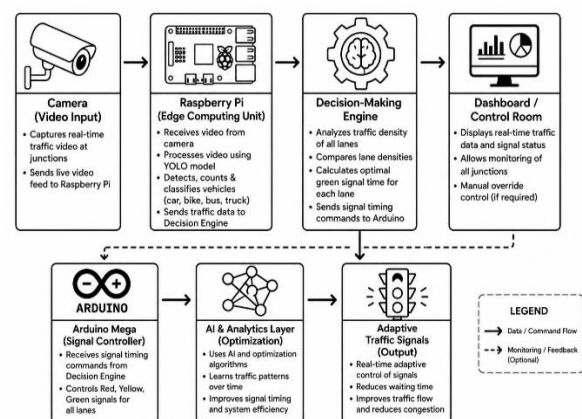 Camera
(Video Input)
• Captures real-time
traffic video at
junctions
• Sends live video
feed to Raspberry Pi
Raspberry Pi
(Edge Computing Unit)
• Receives video from
camera
• Processes video using
YOLO model
• Detects, counts &
classifies vehicles
(car, bike, bus, truck)
• Sends traffic data to
Decision Engine
Decision-Making
Engine
• Analyzes traffic density
of all lanes
• Compares lane densities
• Calculates optimal
green signal time for
each lane
• Sends signal timing
commands to Arduino
Dashboard /
Control Room
• Displays real-time traffic
data and signal status
• Allows monitoring of
all junctions
• Manual override
control (if required)
ARDUINO
Arduino Mega
(Signal Controller)
• Receives signal timing
commands from
Decision Engine
• Controls Red, Yellow,
Green signals for
all lanes
AI & Analytics Layer
(Optimization)
• Uses AI and optimization
algorithms
• Learns traffic patterns
over time
• Improves signal timing
and system efficiency
Adaptive
Traffic Signals
(Output)
• Real-time adaptive
control of signals
• Reduces waiting time
• Improves traffic flow
and reduces congestion
LEGEND
Data / Command Flow
Monitoring / Feedback
(Optional)